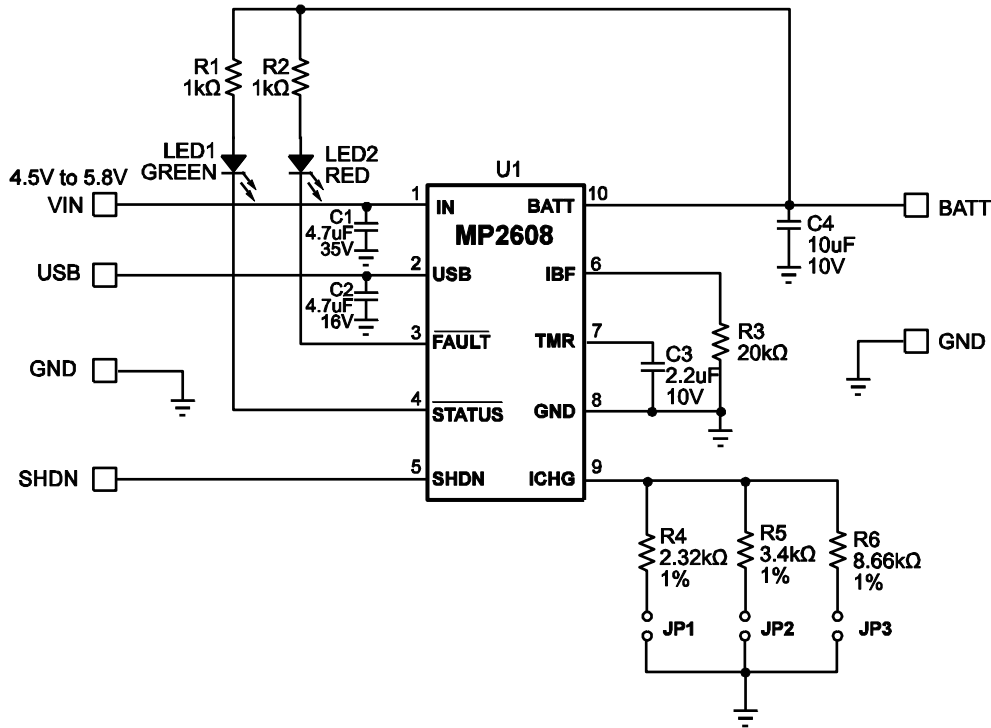 R1
1kΩ
R2
1kΩ
LED1
GREEN
LED2
RED
4.5V to 5.8V
VIN
USB
GND
SHDN
C1
4.7uF
35V
C2
4.7uF
16V
U1
MP2608
1 IN
2 USB
3 FAULT
4 STATUS
5 SHDN
BATT 10
IBF 6
TMR 7
GND 8
ICHG 9
C4
10uF
10V
BATT
R3
20kΩ
C3
2.2uF
10V
GND
R4
2.32kΩ
1%
R5
3.4kΩ
1%
R6
8.66kΩ
1%
JP1
JP2
JP3